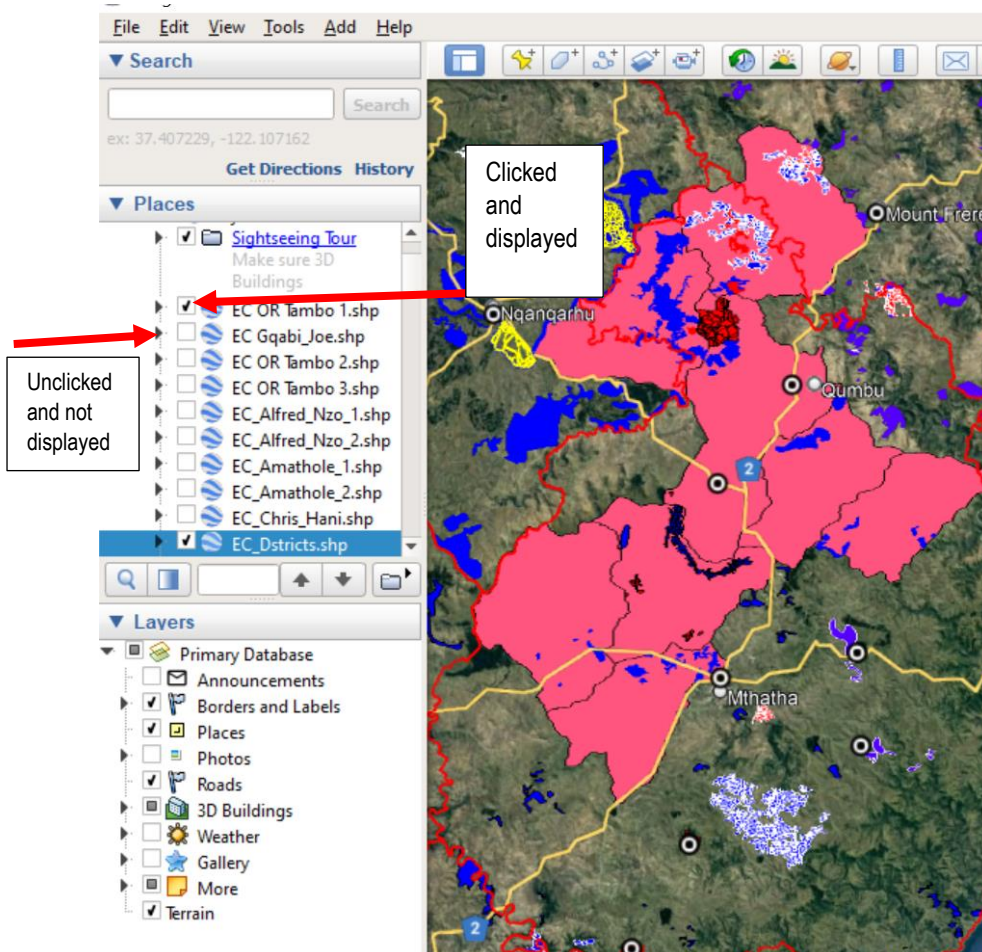 File Edit View Tools Add Help
Search
Search
ex: 37.407229, -122.107162
Get Directions History
Places
Sightseeing Tour
Make sure 3D
Buildings
EC OR Tambo 1.shp
EC Gqabi_Joe.shp
EC OR Tambo 2.shp
EC OR Tambo 3.shp
EC_Alfred_Nzo_1.shp
EC_Alfred_Nzo_2.shp
EC_Amathole_1.shp
EC_Amathole_2.shp
EC_Chris_Hani.shp
EC_Dstricts.shp
Layers
Primary Database
Announcements
Borders and Labels
Places
Photos
Roads
3D Buildings
Weather
Gallery
More
Terrain
Unclicked
and not
displayed
Clicked
and
displayed
Mount Frere
Nqanqarhu
Qumbu
2
Mthatha
2